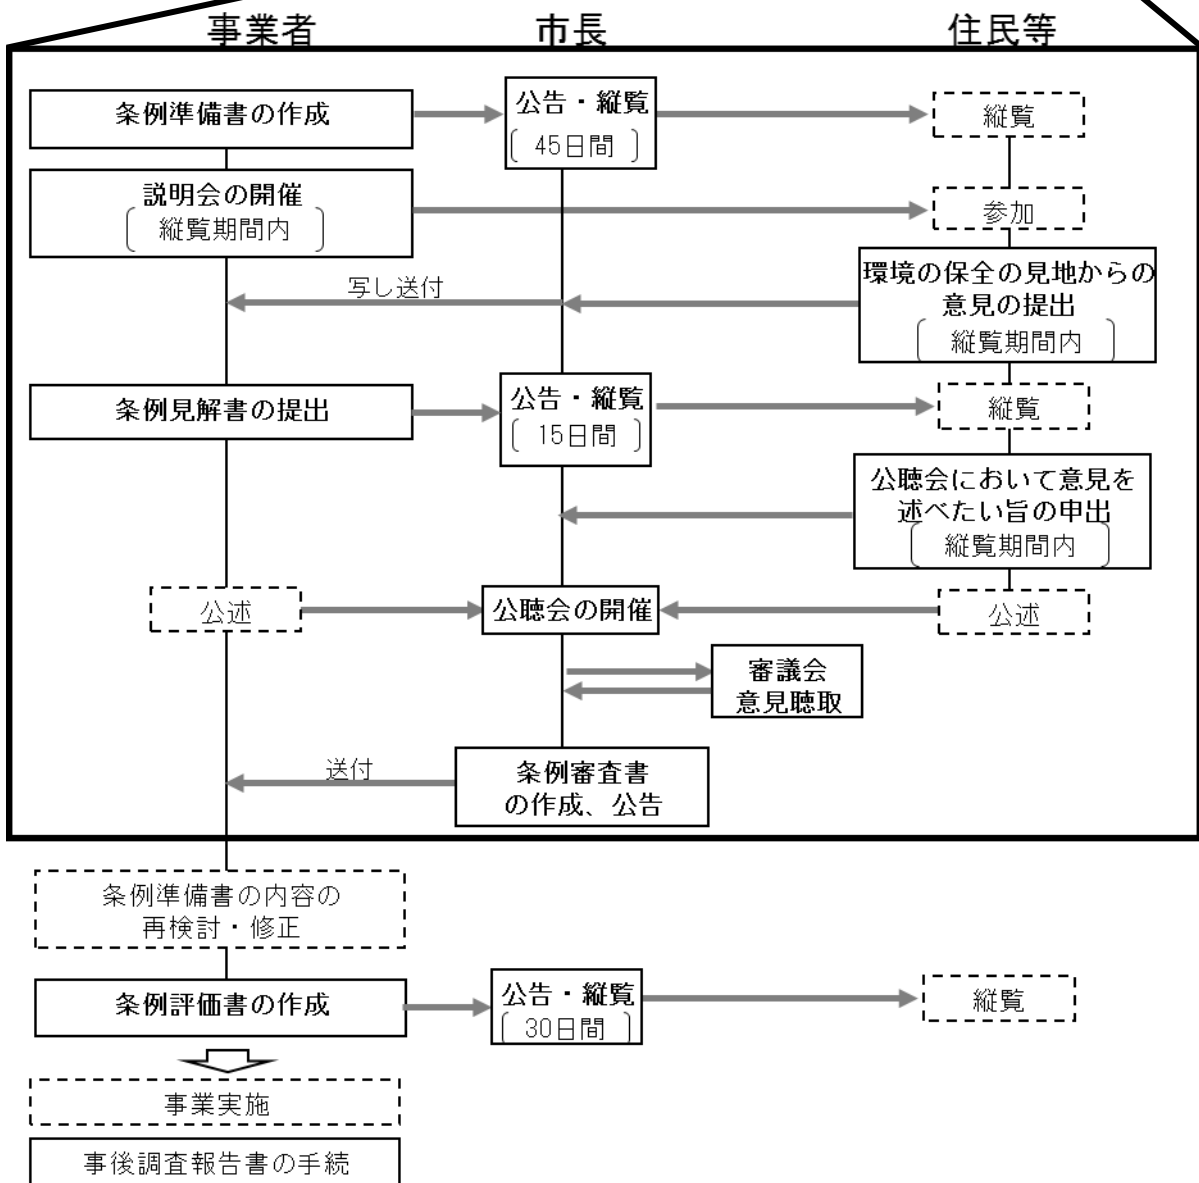 事業者
市長
住民等
条例準備書の作成
公告・縦覧
〔 45日間 〕
縦覧
説明会の開催
〔 縦覧期間内 〕
参加
環境の保全の見地からの
意見の提出
〔 縦覧期間内 〕
写し送付
条例見解書の提出
公告・縦覧
〔 15日間 〕
縦覧
公聴会において意見を
述べたい旨の申出
〔 縦覧期間内 〕
公述
公聴会の開催
公述
審議会
意見聴取
送付
条例審査書
の作成、公告
条例準備書の内容の
再検討・修正
条例評価書の作成
公告・縦覧
〔 30日間 〕
縦覧
事業実施
事後調査報告書の手続